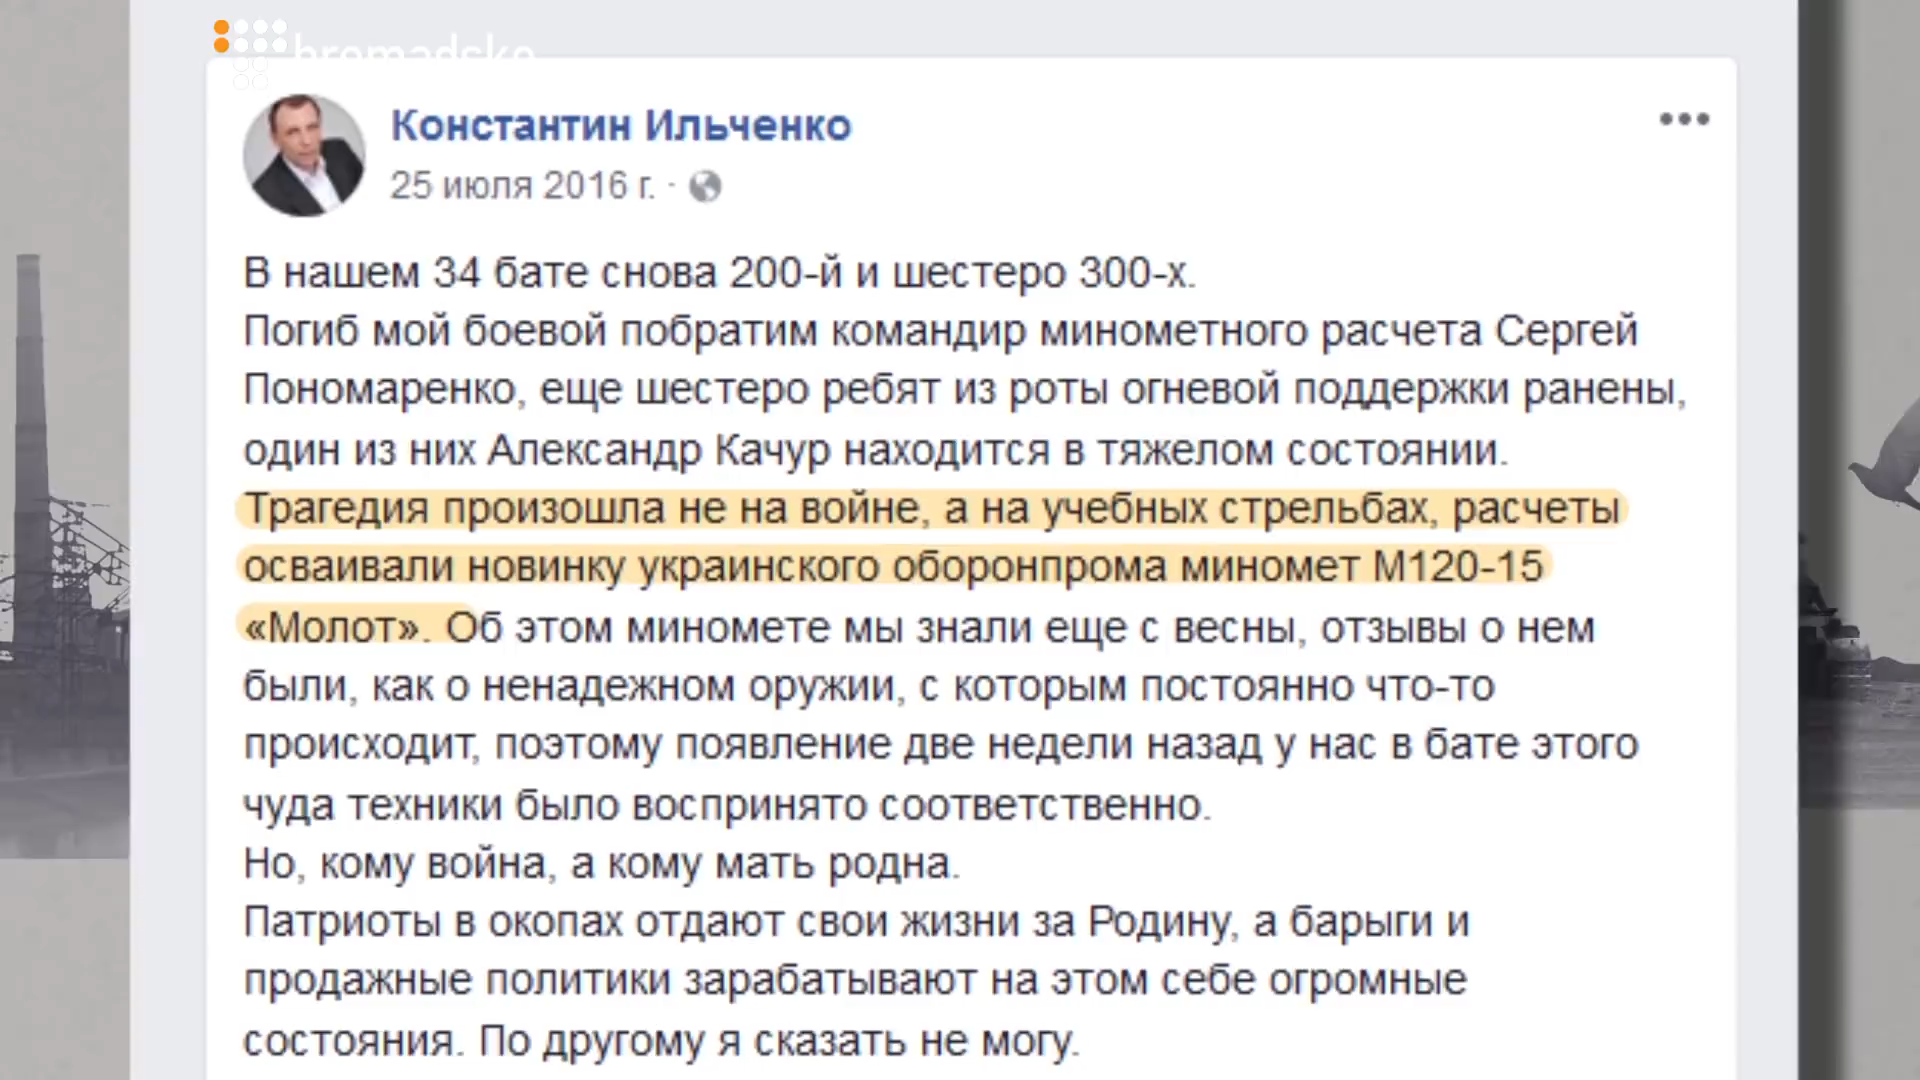 hromadske
Константин Ильченко
25 июля 2016 г. ·
В нашем 34 бате снова 200-й и шестеро 300-х.
Погиб мой боевой побратим командир минометного расчета Сергей
Пономаренко, еще шестеро ребят из роты огневой поддержки ранены,
один из них Александр Качур находится в тяжелом состоянии.
Трагедия произошла не на войне, а на учебных стрельбах, расчеты
осваивали новинку украинского оборонпрома миномет М120-15
«Молот». Об этом миномете мы знали еще с весны, отзывы о нем
были, как о ненадежном оружии, с которым постоянно что-то
происходит, поэтому появление две недели назад у нас в бате этого
чуда техники было воспринято соответственно.
Но, кому война, а кому мать родна.
Патриоты в окопах отдают свои жизни за Родину, а барыги и
продажные политики зарабатывают на этом себе огромные
состояния. По другому я сказать не могу.